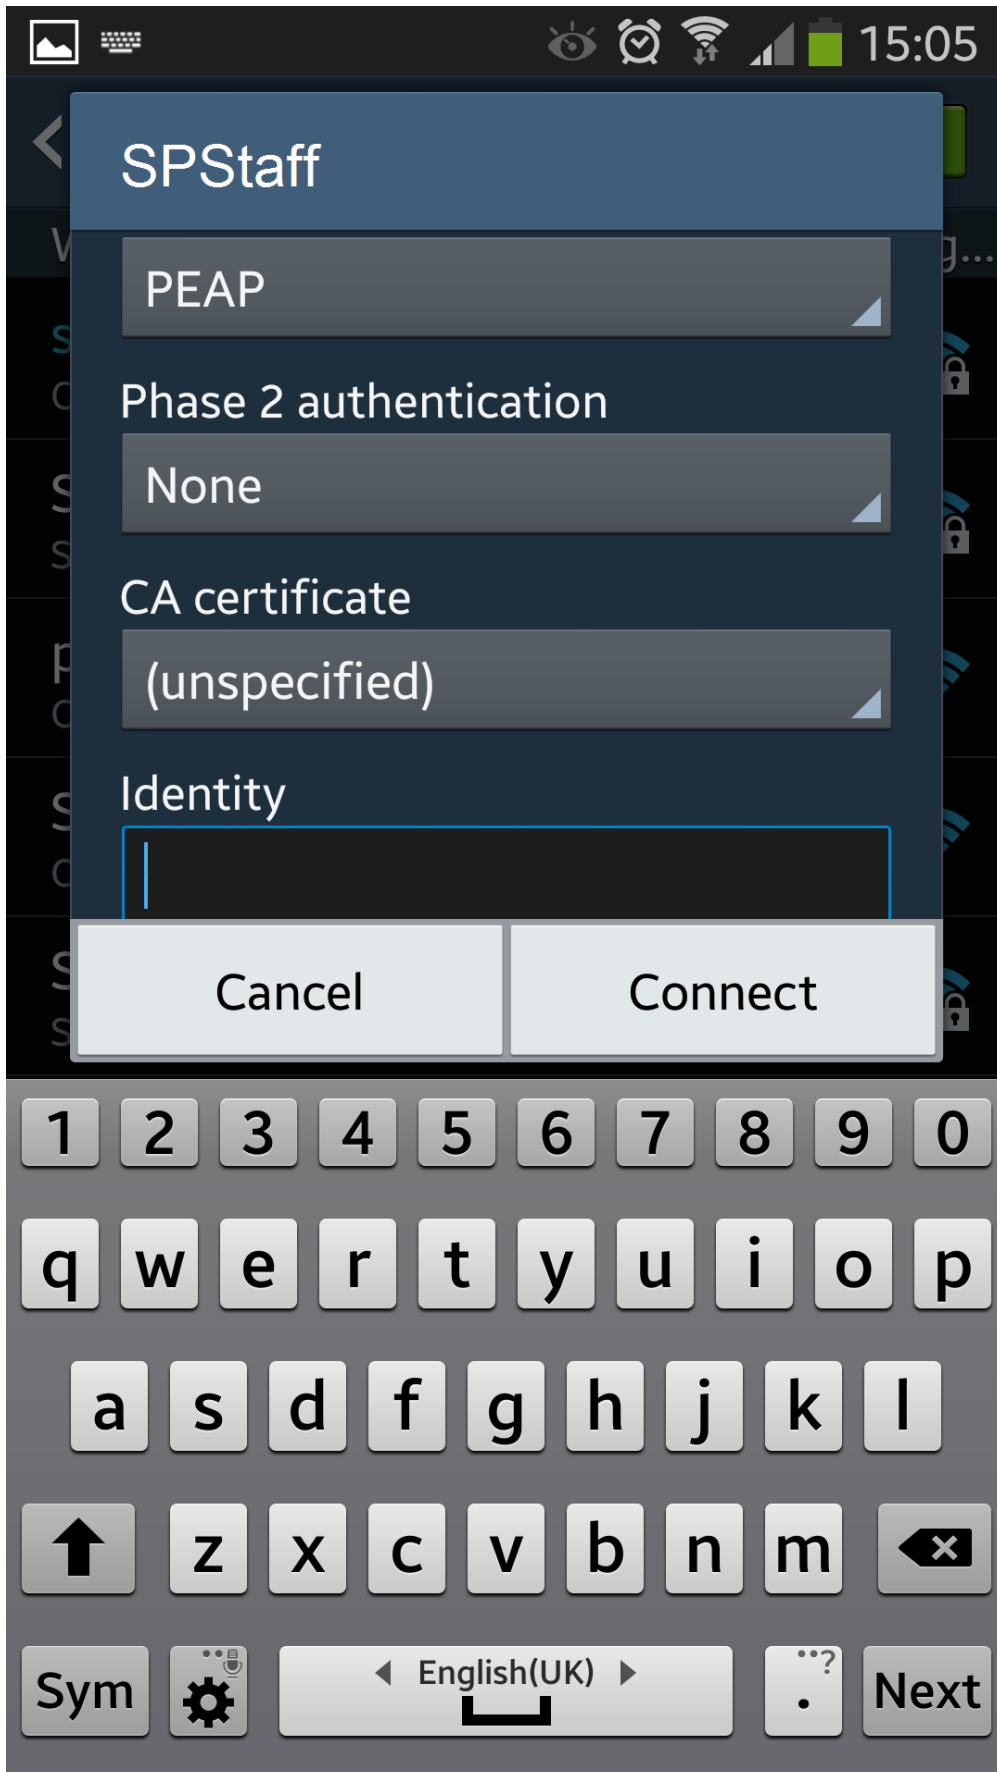 15:05
SPStaff
PEAP
Phase 2 authentication
None
CA certificate
(unspecified)
Identity
Cancel Connect
1 2 3 4 5 6 7 8 9 0
q w e r t y u i o p
a s d f g h j k l
z x c v b n m
Sym English(UK) . ..? Next